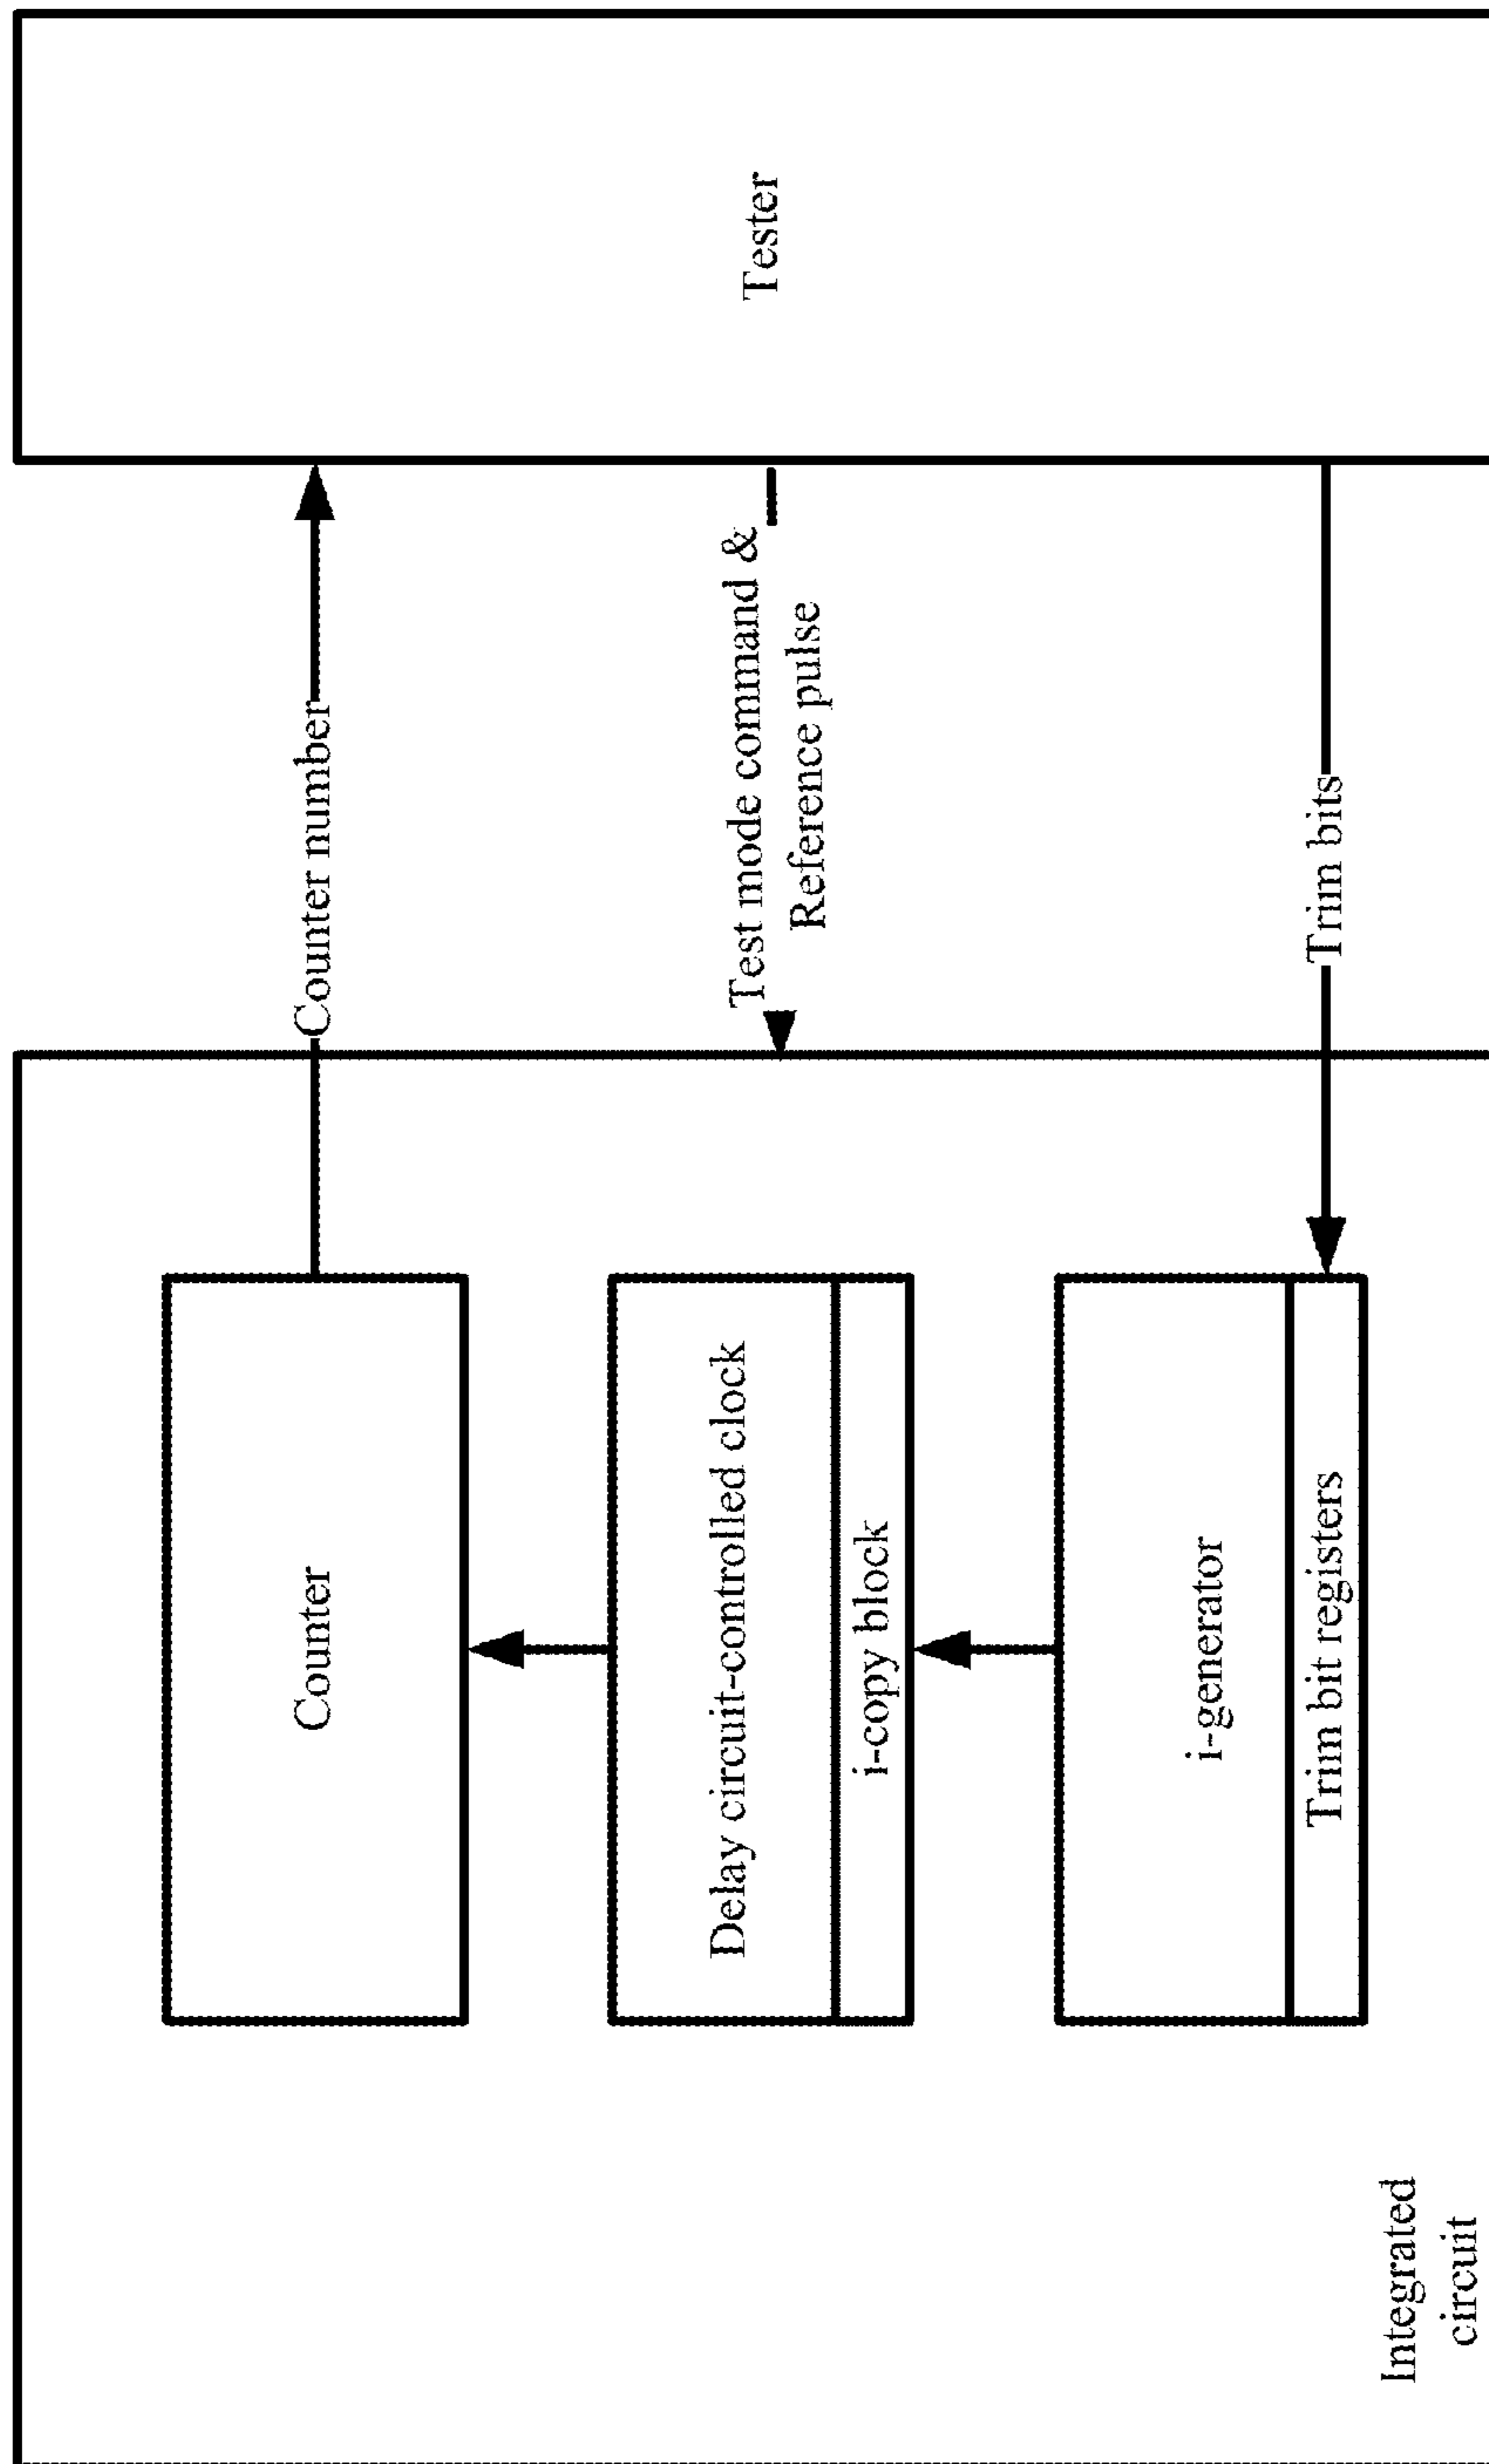 Counter
Delay circuit-controlled clock
i-copy block
i-generator
Trim bit registers
Integrated
circuit
Counter number
Test mode command &
Reference pulse
Trim bits
Tester